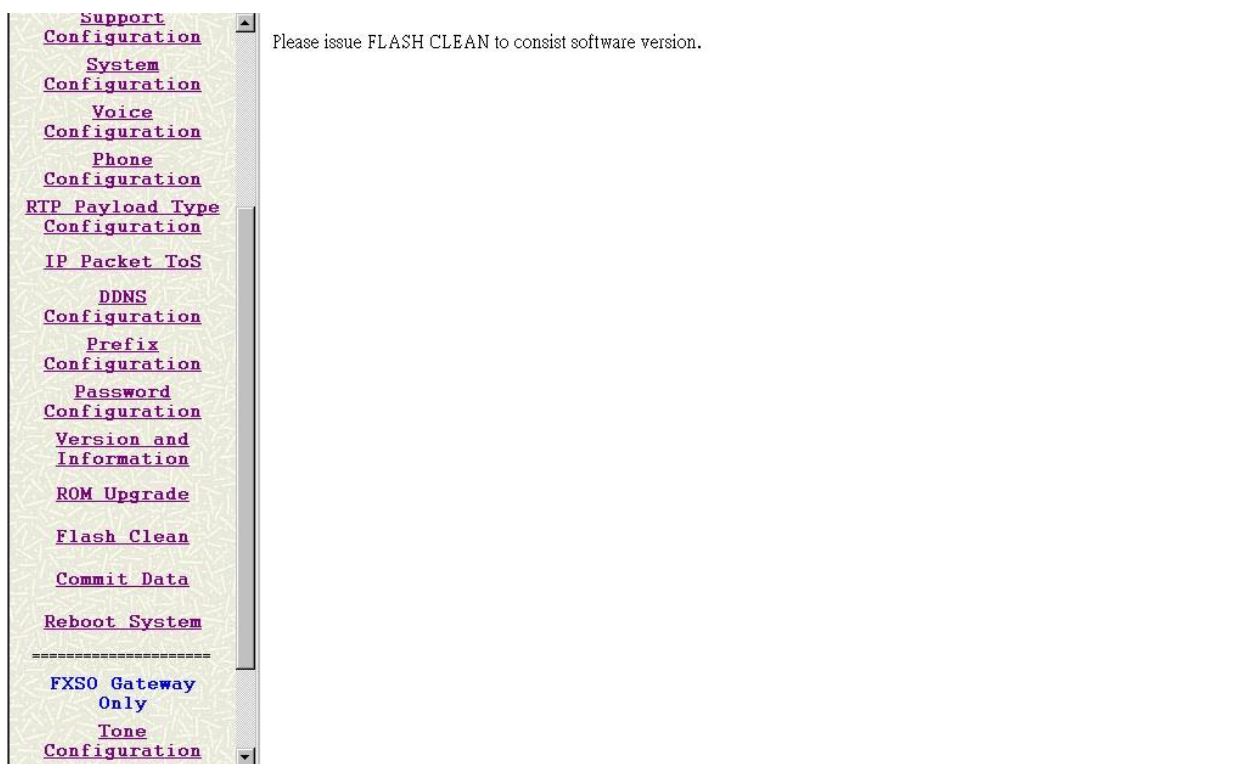 Support
Configuration
System
Configuration
Voice
Configuration
Phone
Configuration
RTP Payload Type
Configuration
IP Packet ToS
DDNS
Configuration
Prefix
Configuration
Password
Configuration
Version and
Information
ROM Upgrade
Flash Clean
Commit Data
Reboot System
=====================
FXSO Gateway
Only
Tone
Configuration
Please issue FLASH CLEAN to consist software version.